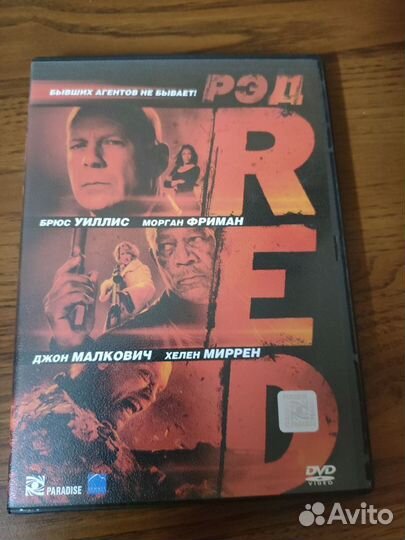 БЫВШИХ АГЕНТОВ НЕ БЫВАЕТ!
РЭД
RED
БРЮС УИЛЛИС МОРГАН ФРИМАН
ДЖОН МАЛКОВИЧ ХЕЛЕН МИРРЕН
PARADISE
DVD
VIDEO
Avito